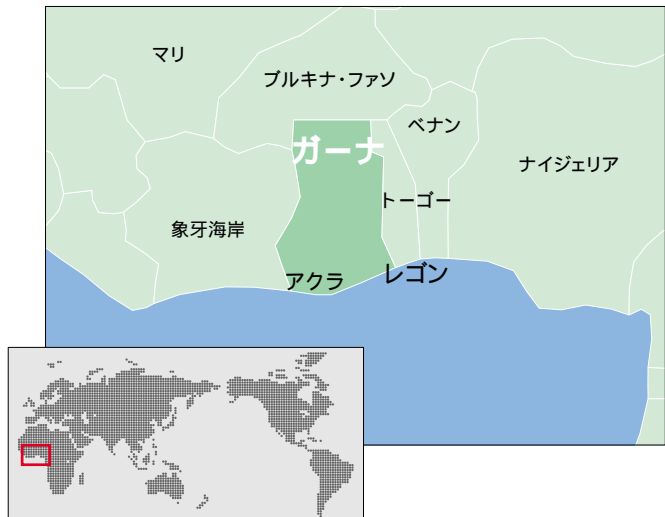 マリ
ブルキナ・ファソ
ベナン
ガーナ
ナイジェリア
トーゴー
象牙海岸
アクラ
レゴン